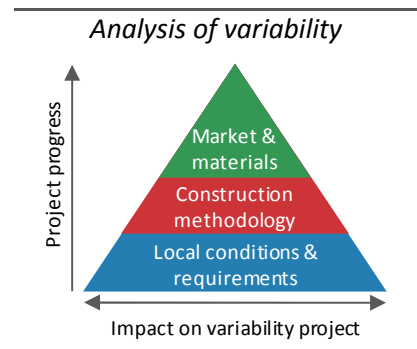 Analysis of variability
Project progress
Market &
materials
Construction
methodology
Local conditions &
requirements
Impact on variability project